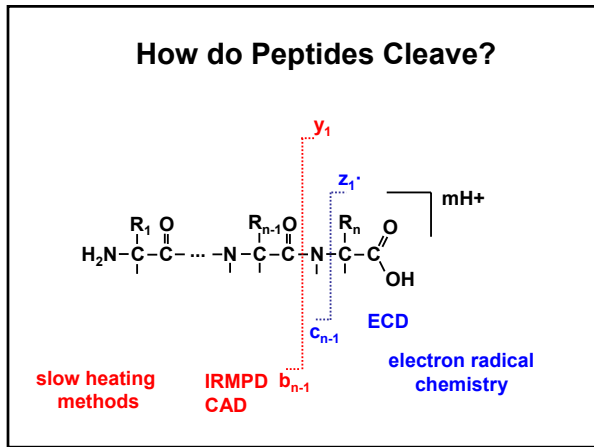 How do Peptides Cleave?
y1
z1·
mH+
R1 O Rn-1 O Rn O
H2N-C-C-...-N-C-C-N-C-C
OH
cn-1 ECD
slow heating methods
IRMPD bn-1
CAD
electron radical
chemistry